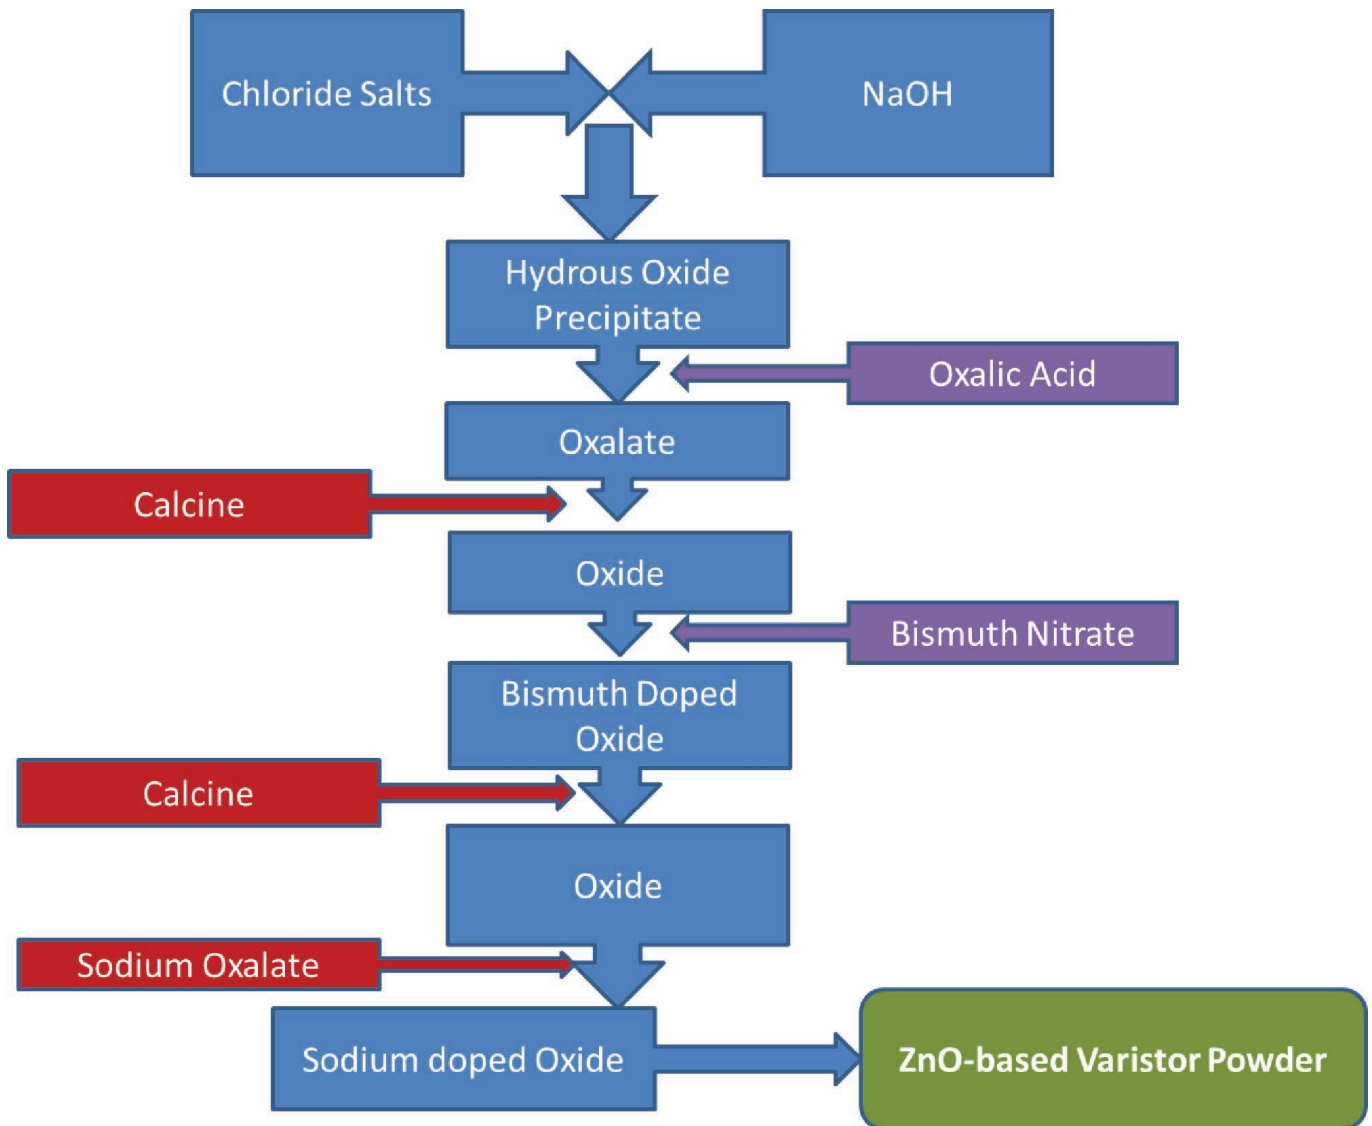 Chloride Salts
NaOH
Hydrous Oxide
Precipitate
Oxalic Acid
Oxalate
Calcine
Oxide
Bismuth Nitrate
Bismuth Doped
Oxide
Calcine
Oxide
Sodium Oxalate
Sodium doped Oxide
ZnO-based Varistor Powder